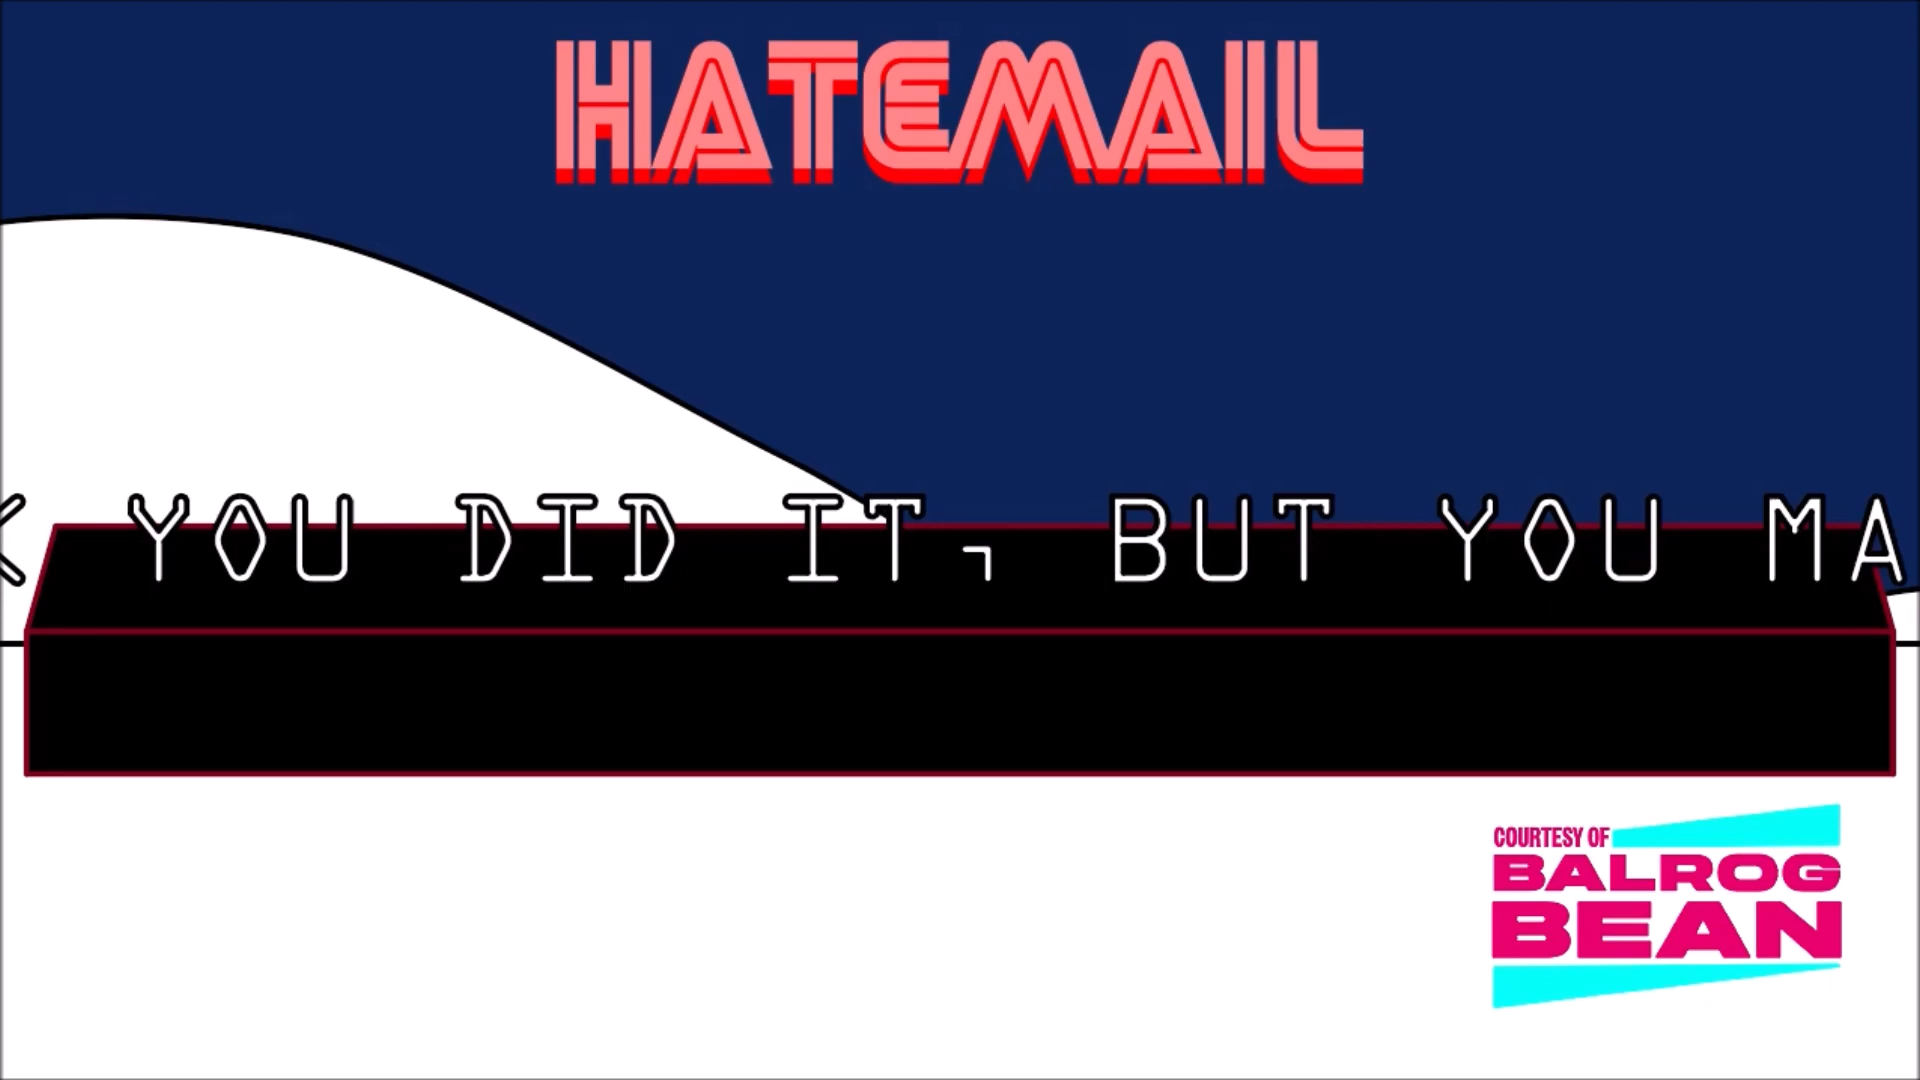 HATEMAIL
K YOU DID IT, BUT YOU MA
COURTESY OF
BALROG
BEAN